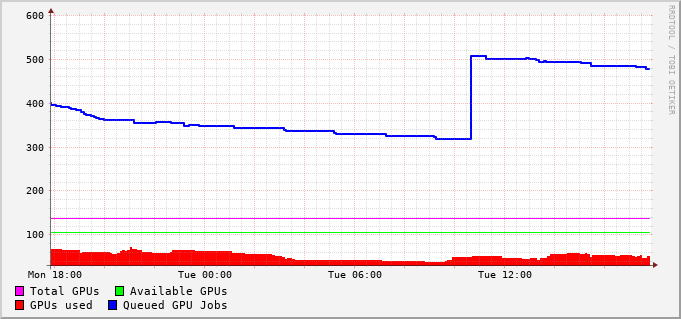 600
500
400
300
200
100
Mon 18:00 Tue 00:00 Tue 06:00 Tue 12:00
Total GPUs Available GPUs
GPUs used Queued GPU Jobs
RRDTOOL / TOBI OETIKER